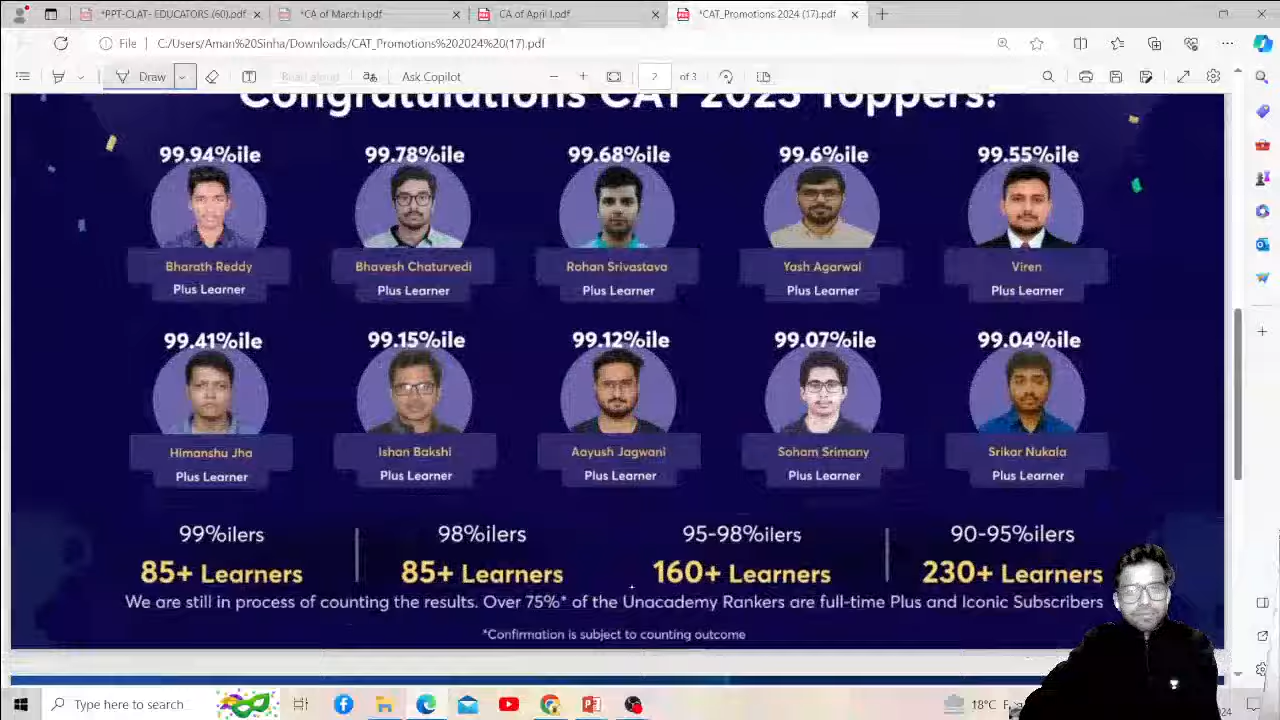 *PPT-CLAT- EDUCATORS (60).pdf
*CA of March I.pdf
CA of April I.pdf
*CAT_Promotions 2024 (17).pdf
File
C:/Users/Aman%20Sinha/Downloads/CAT_Promotions%202024%20(17).pdf
Draw
Read aloud
Ask Copilot
2 of 3
Congratulations CAT 2023 Toppers!
99.94%ile 99.78%ile 99.68%ile 99.6%ile 99.55%ile
Bharath Reddy Bhavesh Chaturvedi Rohan Srivastava Yash Agarwal Viren
Plus Learner Plus Learner Plus Learner Plus Learner Plus Learner
99.41%ile 99.15%ile 99.12%ile 99.07%ile 99.04%ile
Himanshu Jha Ishan Bakshi Aayush Jagwani Soham Srimany Srikar Nukala
Plus Learner Plus Learner Plus Learner Plus Learner Plus Learner
99%ilers 98%ilers 95-98%ilers 90-95%ilers
85+ Learners 85+ Learners 160+ Learners 230+ Learners
We are still in process of counting the results. Over 75%* of the Unacademy Rankers are full-time Plus and Iconic Subscribers
*Confirmation is subject to counting outcome
Type here to search
18°C